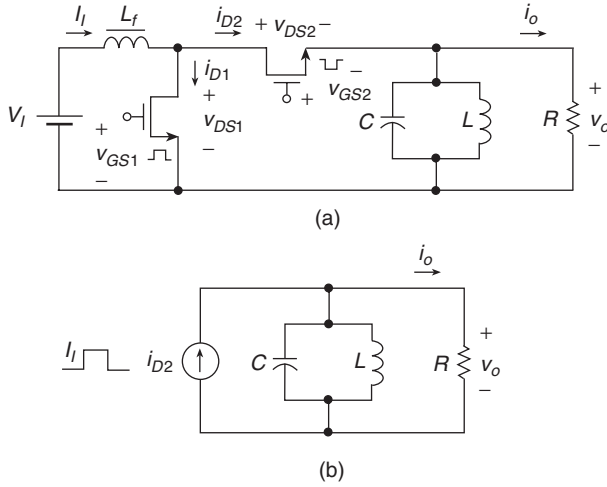 I_I
L_f
i_D2
+ v_DS2 −
i_o
i_D1
+
v_DS1
−
−
v_GS2
+
V_I
+
v_GS1
−
C
L
R
+
v_o
−
(a)
i_o
I_I
i_D2
C
L
R
+
v_o
−
(b)